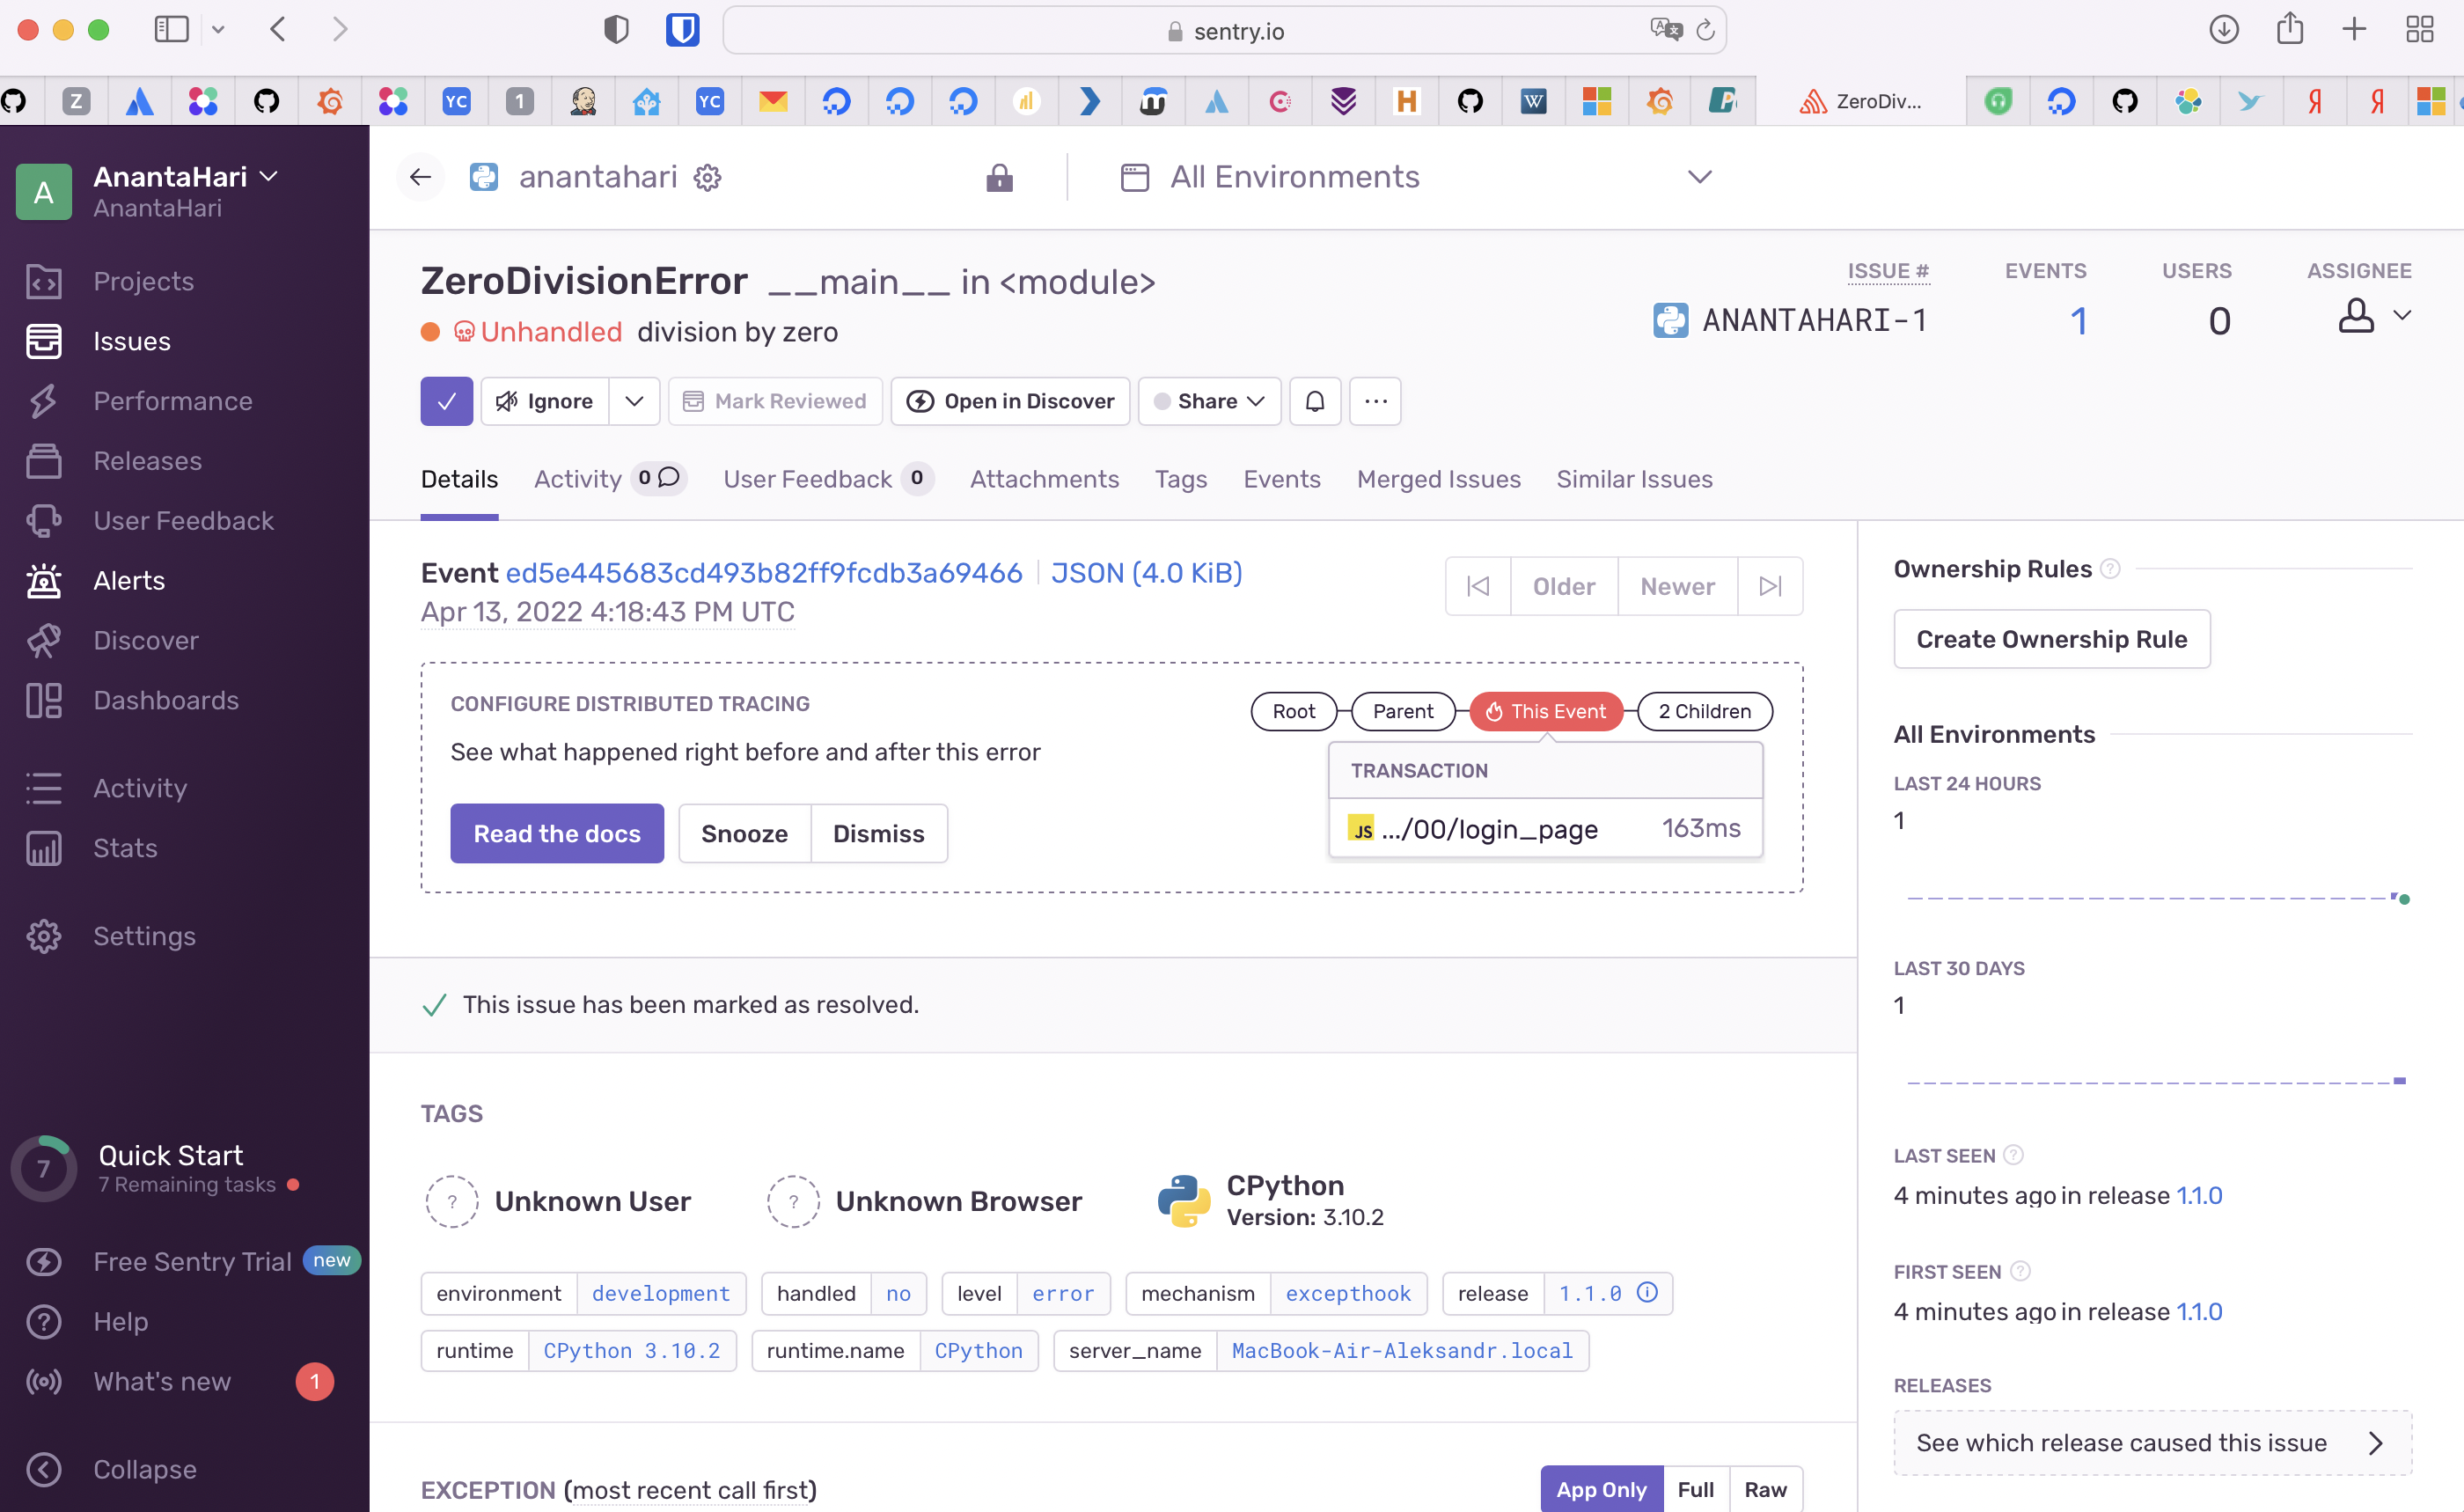 sentry.io
Z
YC
1
YC
H
W
ZeroDiv...
Я
Я
A
AnantaHari
AnantaHari
Projects
Issues
Performance
Releases
User Feedback
Alerts
Discover
Dashboards
Activity
Stats
Settings
7
Quick Start
7 Remaining tasks
Free Sentry Trial new
Help
What's new 1
Collapse
anantahari
All Environments
ZeroDivisionError __main__ in <module>
Unhandled division by zero
ISSUE # EVENTS USERS ASSIGNEE
ANANTAHARI-1 1 0
Ignore
Mark Reviewed
Open in Discover
Share
Details Activity 0 User Feedback 0 Attachments Tags Events Merged Issues Similar Issues
Event ed5e445683cd493b82ff9fcdb3a69466 JSON (4.0 KiB)
Apr 13, 2022 4:18:43 PM UTC
Older Newer
CONFIGURE DISTRIBUTED TRACING
See what happened right before and after this error
Read the docs Snooze Dismiss
Root Parent This Event 2 Children
TRANSACTION
JS .../00/login_page 163ms
This issue has been marked as resolved.
TAGS
? Unknown User
? Unknown Browser
CPython
Version: 3.10.2
environment development handled no level error mechanism excepthook release 1.1.0
runtime CPython 3.10.2 runtime.name CPython server_name MacBook-Air-Aleksandr.local
EXCEPTION (most recent call first)
App Only Full Raw
Ownership Rules ?
Create Ownership Rule
All Environments
LAST 24 HOURS
1
LAST 30 DAYS
1
LAST SEEN ?
4 minutes ago in release 1.1.0
FIRST SEEN ?
4 minutes ago in release 1.1.0
RELEASES
See which release caused this issue